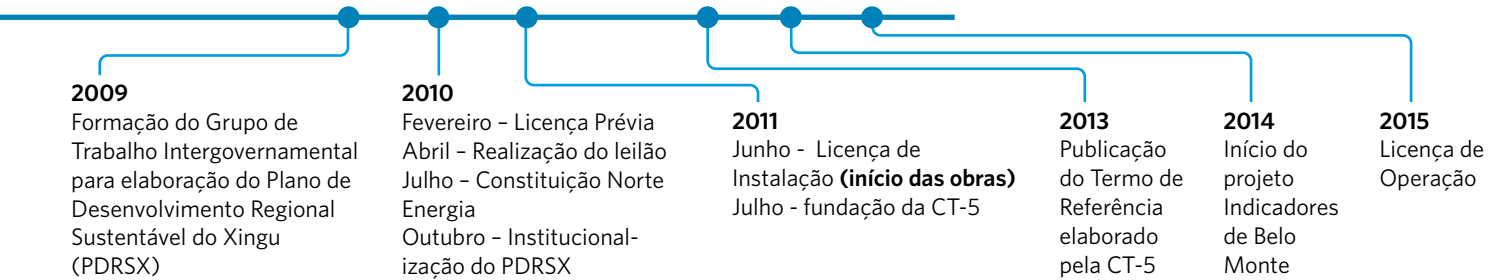 2009
Formação do Grupo de
Trabalho Intergovernamental
para elaboração do Plano de
Desenvolvimento Regional
Sustentável do Xingu
(PDRSX)
2010
Fevereiro – Licença Prévia
Abril – Realização do leilão
Julho – Constituição Norte
Energia
Outubro – Institucional-
ização do PDRSX
2011
Junho - Licença de
Instalação (início das obras)
Julho - fundação da CT-5
2013
Publicação
do Termo de
Referência
elaborado
pela CT-5
2014
Início do
projeto
Indicadores
de Belo
Monte
2015
Licença de
Operação